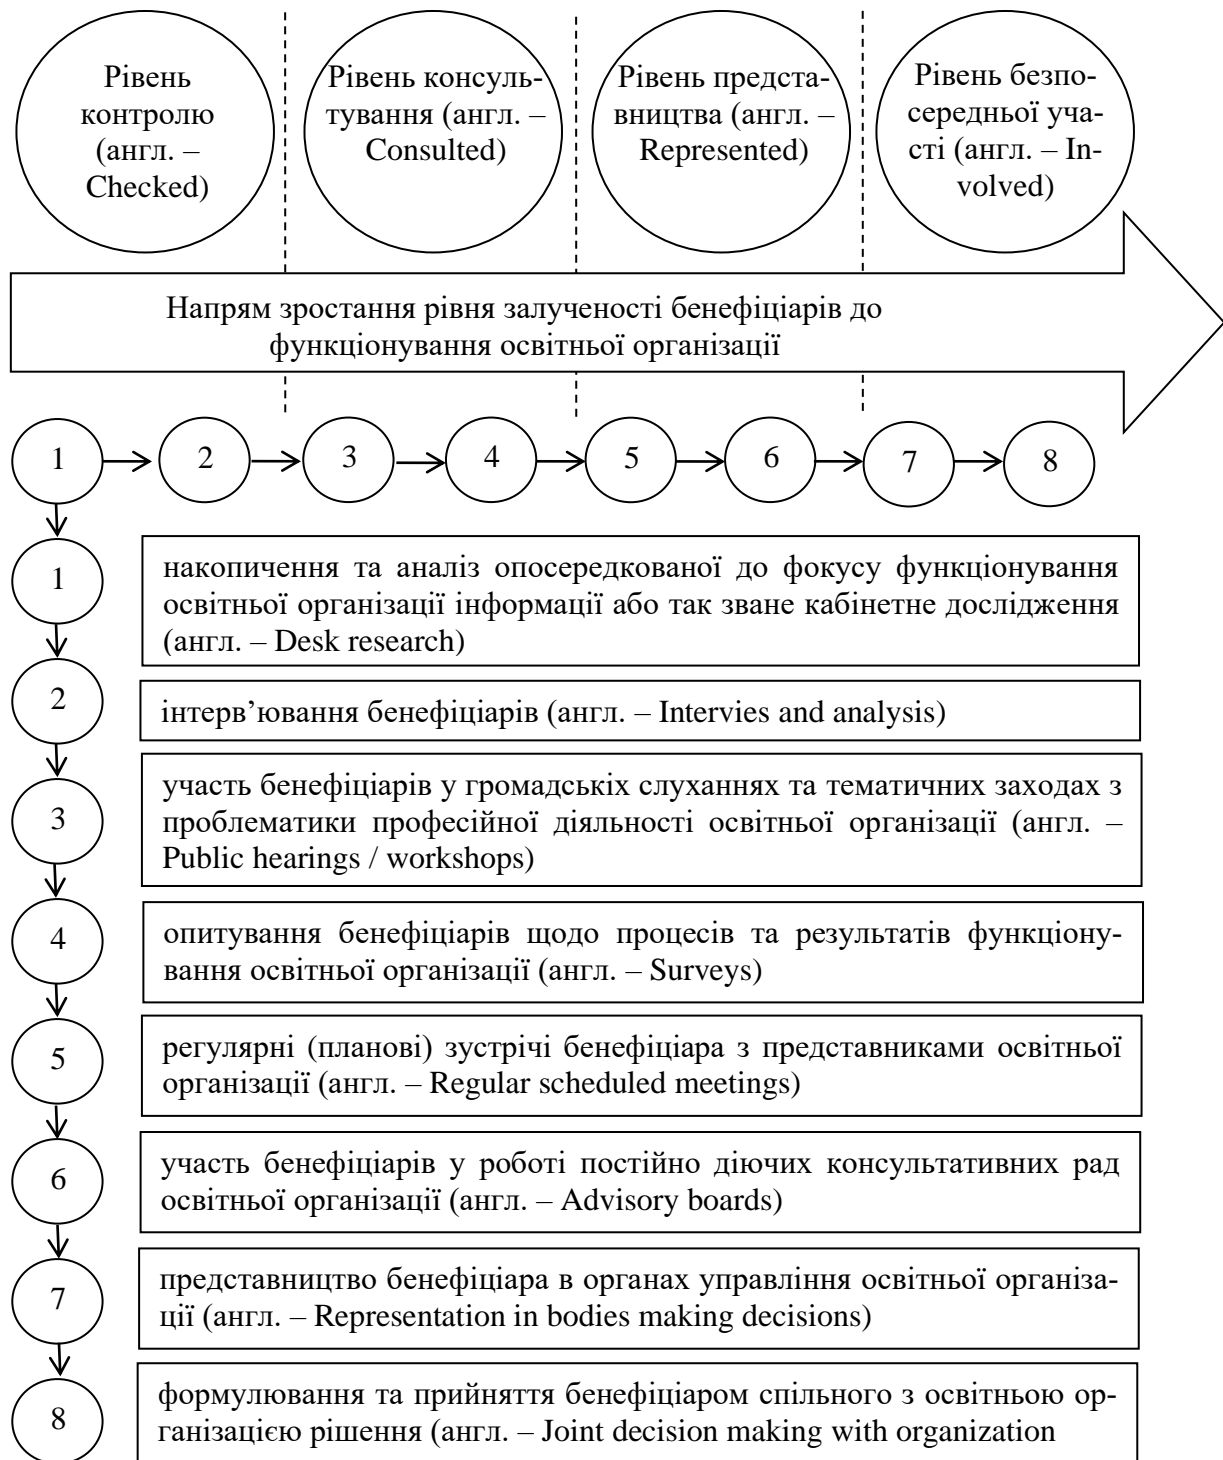 Рівень
контролю
(англ. –
Checked)
Рівень консуль-
тування (англ. –
Consulted)
Рівень предста-
вництва (англ. –
Represented)
Рівень безпо-
середньої уча-
сті (англ. – In-
volved)
Напрям зростання рівня залученості бенефіціарів до
функціонування освітньої організації
1 2 3 4 5 6 7 8
1
накопичення та аналіз опосередкованої до фокусу функціонування
освітньої організації інформації або так зване кабінетне дослідження
(англ. – Desk research)
2
інтерв’ювання бенефіціарів (англ. – Intervies and analysis)
3
участь бенефіціарів у громадськіх слуханнях та тематичних заходах з
проблематики професійної діяльності освітньої організації (англ. –
Public hearings / workshops)
4
опитування бенефіціарів щодо процесів та результатів функціону-
вання освітньої організації (англ. – Surveys)
5
регулярні (планові) зустрічі бенефіціара з представниками освітньої
організації (англ. – Regular scheduled meetings)
6
участь бенефіціарів у роботі постійно діючих консультативних рад
освітньої організації (англ. – Advisory boards)
7
представництво бенефіціара в органах управління освітньої організа-
ції (англ. – Representation in bodies making decisions)
8
формулювання та прийняття бенефіціаром спільного з освітньою ор-
ганізацією рішення (англ. – Joint decision making with organization